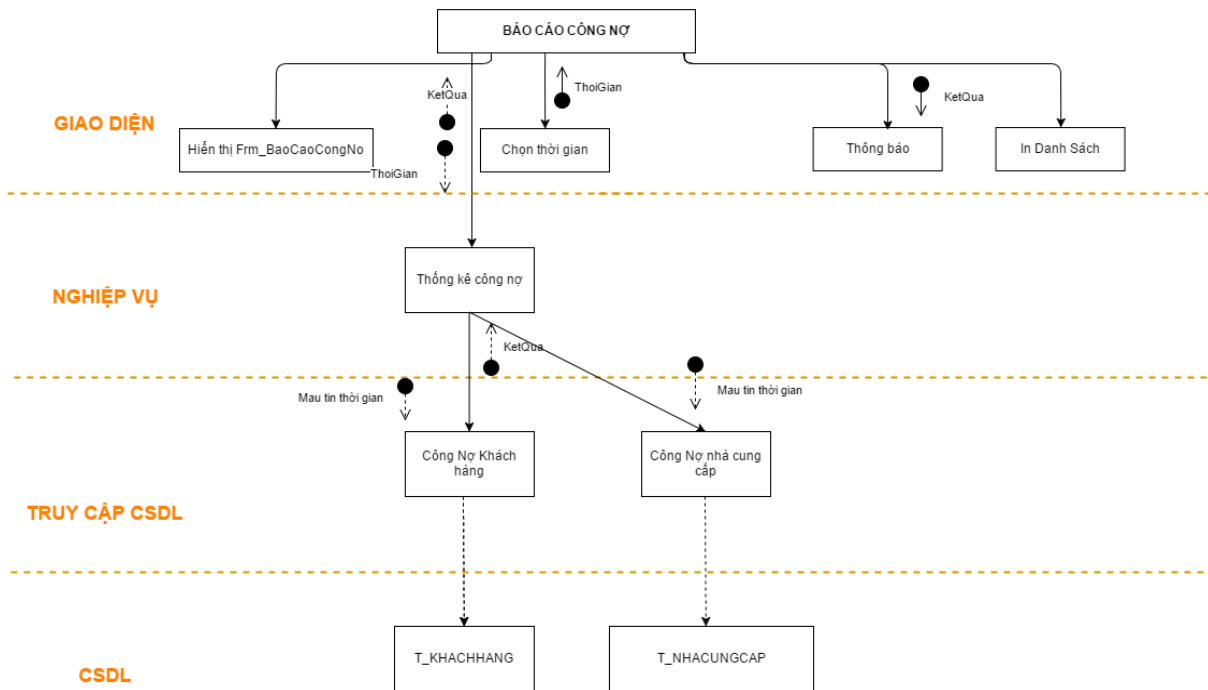 BÁO CÁO CÔNG NỢ
ThoiGian
KetQua
KetQua
GIAO DIỆN
Hiển thị Frm_BaoCaoCongNo
Chọn thời gian
Thông báo
In Danh Sách
ThoiGian
Thống kê công nợ
NGHIỆP VỤ
KetQua
Mau tin thời gian
Mau tin thời gian
Công Nợ Khách
hàng
Công Nợ nhà cung
cấp
TRUY CẬP CSDL
T_KHACHHANG
T_NHACUNGCAP
CSDL